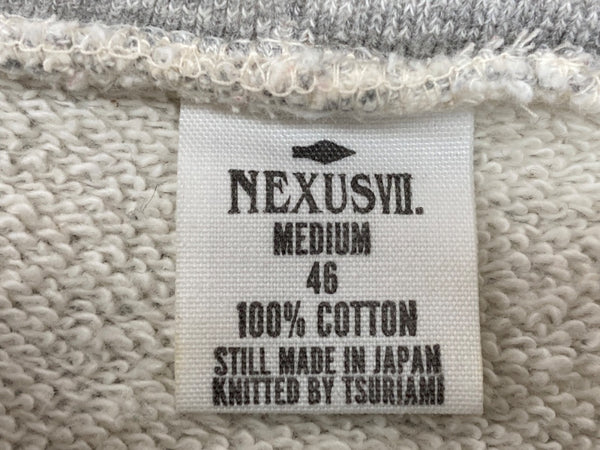 NEXUSVII.
MEDIUM
46
100% COTTON
STILL MADE IN JAPAN
KNITTED BY TSURIAMI